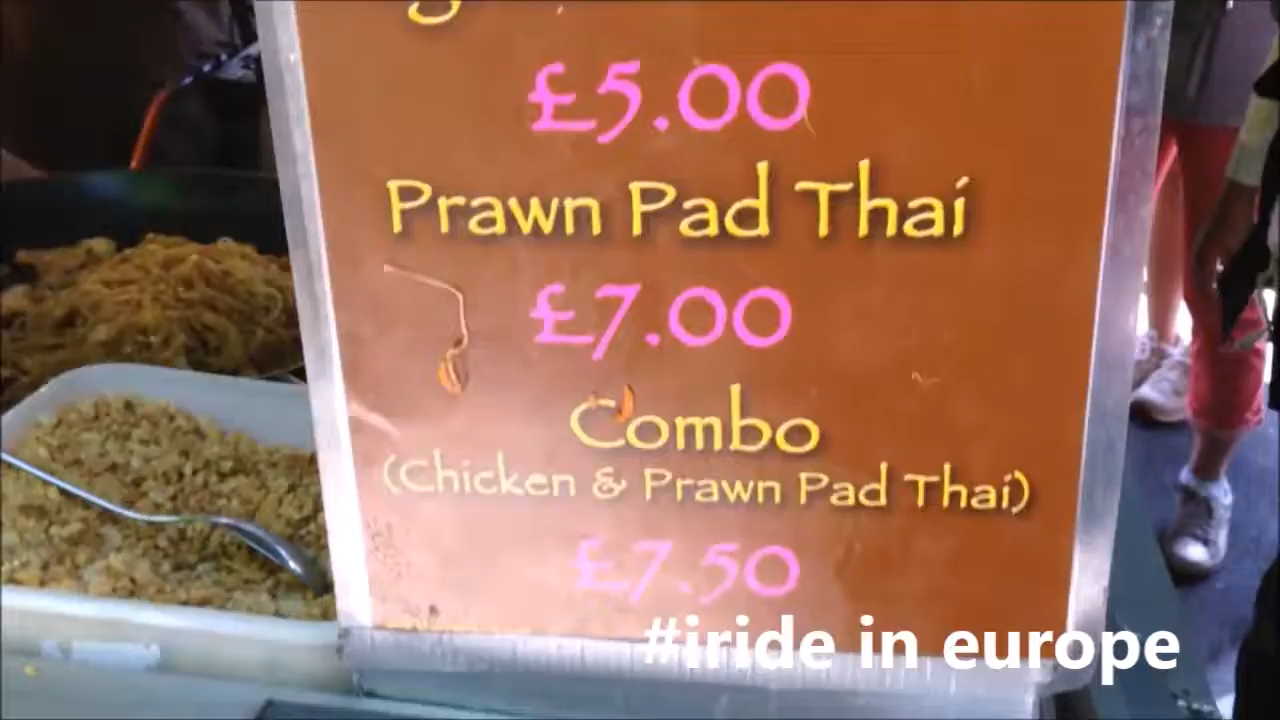 £5.00
Prawn Pad Thai
£7.00
Combo
(Chicken & Prawn Pad Thai)
£7.50
#iride in europe